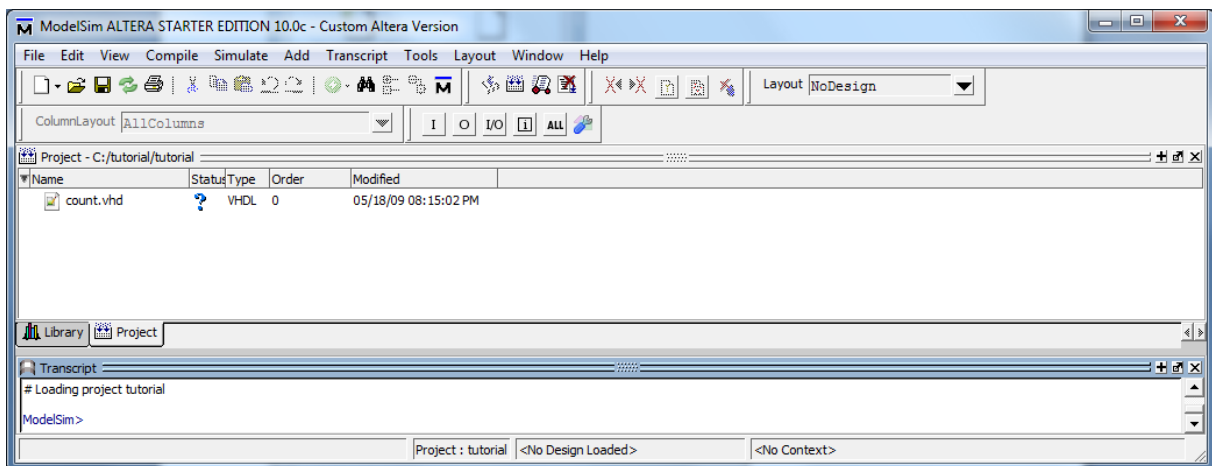 ModelSim ALTERA STARTER EDITION 10.0c - Custom Altera Version
File Edit View Compile Simulate Add Transcript Tools Layout Window Help
Layout NoDesign
ColumnLayout AllColumns
I O I/O i ALL
Project - C:/tutorial/tutorial
Name Status Type Order Modified
count.vhd ? VHDL 0 05/18/09 08:15:02 PM
Library Project
Transcript
# Loading project tutorial
ModelSim>
Project : tutorial <No Design Loaded> <No Context>